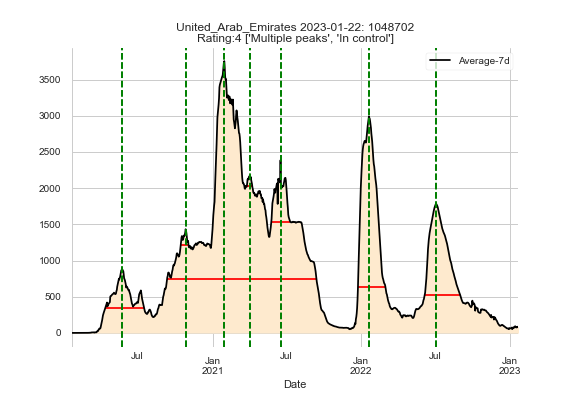 United_Arab_Emirates 2023-01-22: 1048702
Rating:4 ['Multiple peaks', 'In control']
Average-7d
3500
3000
2500
2000
1500
1000
500
0
Jul
Jan
2021
Jul
Jan
2022
Jul
Jan
2023
Date